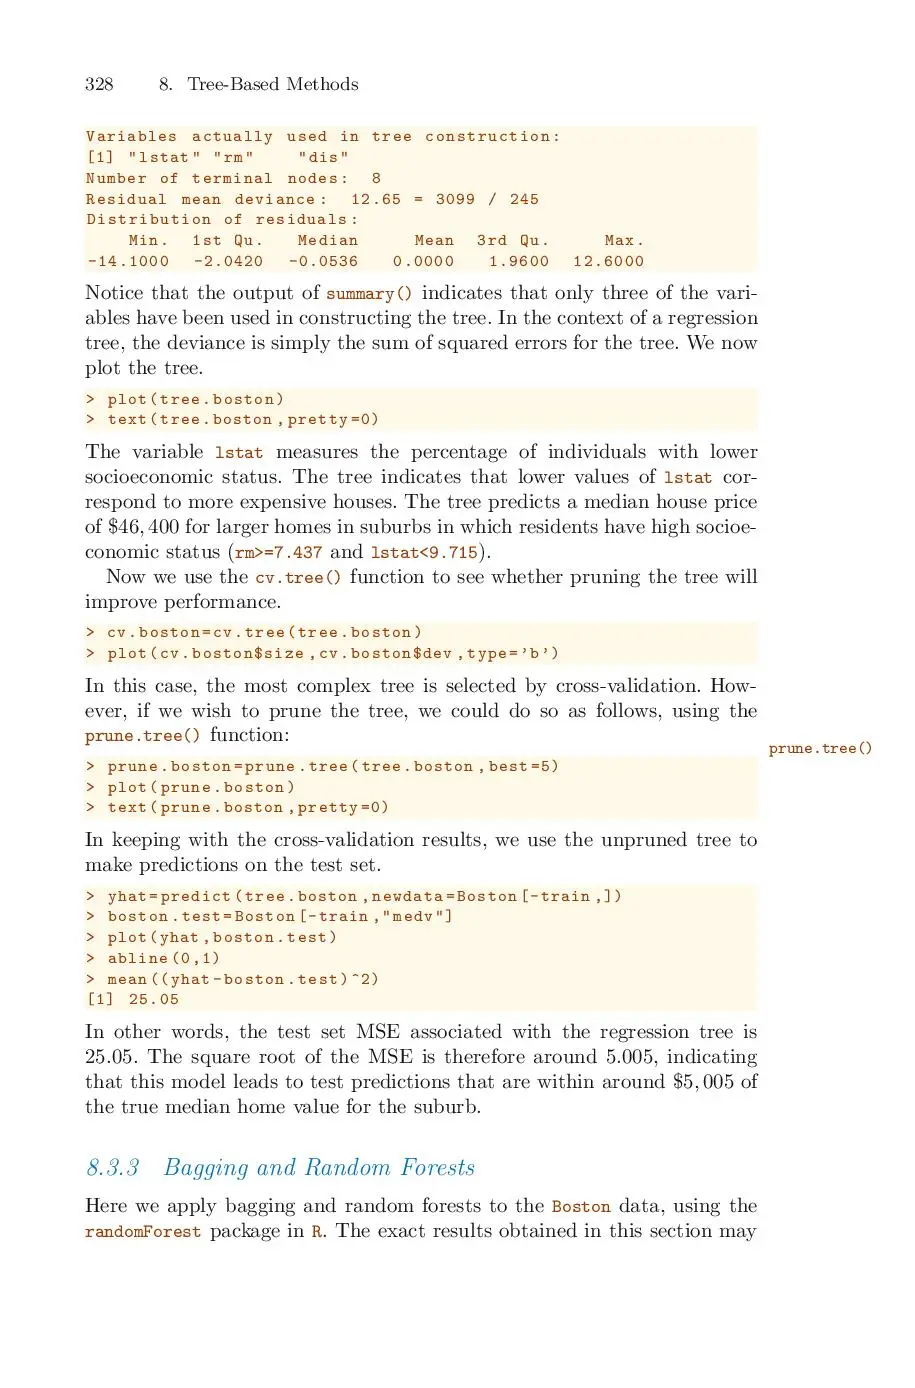 328 8. Tree-Based Methods
Variables actually used in tree construction:
[1] "lstat" "rm" "dis"
Number of terminal nodes: 8
Residual mean deviance: 12.65 = 3099 / 245
Distribution of residuals:
Min. 1st Qu. Median Mean 3rd Qu. Max.
-14.1000 -2.0420 -0.0536 0.0000 1.9600 12.6000
Notice that the output of summary() indicates that only three of the vari-
ables have been used in constructing the tree. In the context of a regression
tree, the deviance is simply the sum of squared errors for the tree. We now
plot the tree.
> plot(tree.boston)
> text(tree.boston,pretty=0)
The variable lstat measures the percentage of individuals with lower
socioeconomic status. The tree indicates that lower values of lstat cor-
respond to more expensive houses. The tree predicts a median house price
of $46,400 for larger homes in suburbs in which residents have high socioe-
conomic status (rm>=7.437 and lstat<9.715).
Now we use the cv.tree() function to see whether pruning the tree will
improve performance.
> cv.boston=cv.tree(tree.boston)
> plot(cv.boston$size,cv.boston$dev,type=’b’)
In this case, the most complex tree is selected by cross-validation. How-
ever, if we wish to prune the tree, we could do so as follows, using the
prune.tree() function:
prune.tree()
> prune.boston=prune.tree(tree.boston,best=5)
> plot(prune.boston)
> text(prune.boston,pretty=0)
In keeping with the cross-validation results, we use the unpruned tree to
make predictions on the test set.
> yhat=predict(tree.boston,newdata=Boston[-train,])
> boston.test=Boston[-train,"medv"]
> plot(yhat,boston.test)
> abline(0,1)
> mean((yhat-boston.test)^2)
[1] 25.05
In other words, the test set MSE associated with the regression tree is
25.05. The square root of the MSE is therefore around 5.005, indicating
that this model leads to test predictions that are within around $5,005 of
the true median home value for the suburb.
8.3.3 Bagging and Random Forests
Here we apply bagging and random forests to the Boston data, using the
randomForest package in R. The exact results obtained in this section may